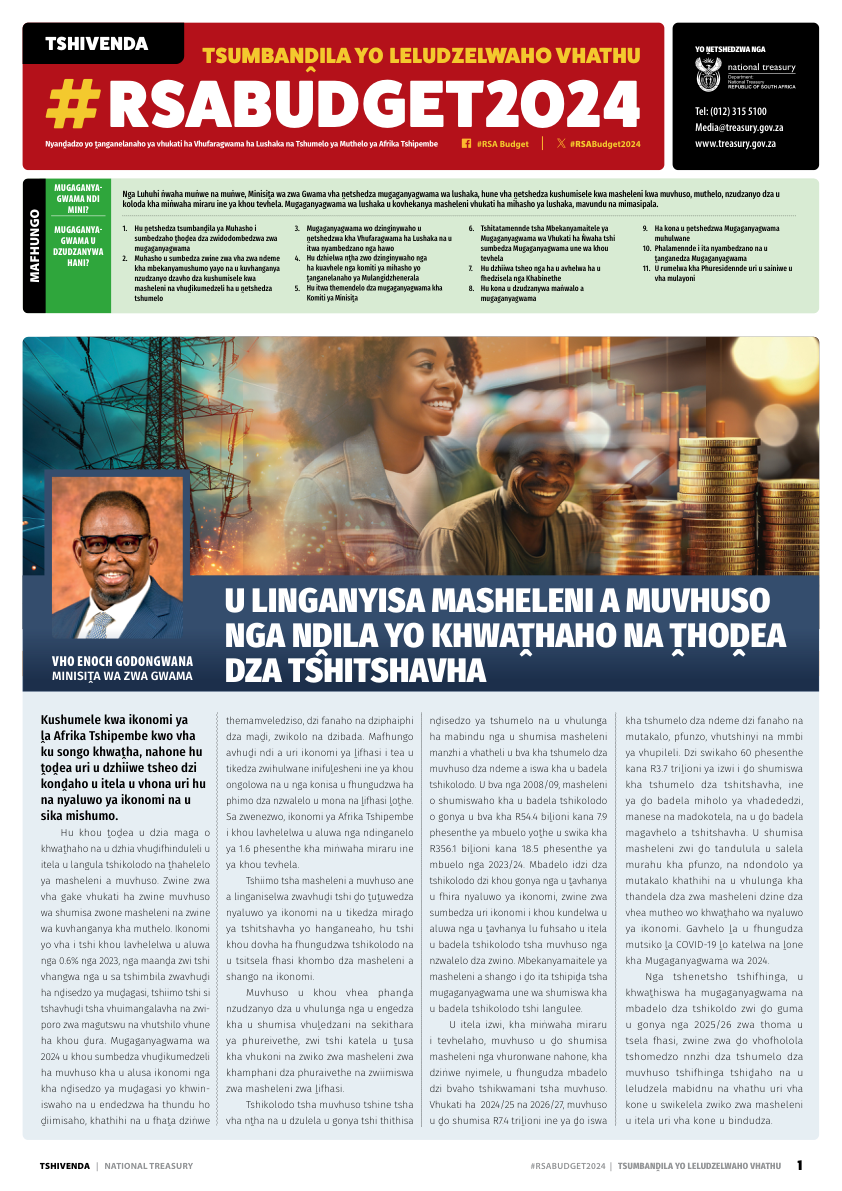 TSHIVENDA
TSUMBANḒILA YO LELUDZELWAHO VHATHU
#RSABUDGET2024
Nyanḓadzo yo ṱanganelanaho ya vhukati ha Vhufaragwama ha Lushaka na Tshumelo ya Muthelo ya Afrika Tshipembe
#RSA Budget
#RSABudget2024
YO ṊETSHEDZWA NGA
national treasury
Department:
National Treasury
REPUBLIC OF SOUTH AFRICA
Tel: (012) 315 5100
Media@treasury.gov.za
www.treasury.gov.za
MAFHUNGO
MUGAGANYA-
GWAMA NDI
MINI?
Nga Luhuhi ṅwaha muṅwe na muṅwe, Minisiṱa wa zwa Gwama vha ṋetshedza mugaganyagwama wa lushaka, hune vha ṋetshedza kushumisele kwa masheleni kwa muvhuso, muthelo, nzudzanyo dza u
koloda kha miṅwaha miraru ine ya khou tevhela. Mugaganyagwama wa lushaka u kovhekanya masheleni vhukati ha mihasho ya lushaka, mavundu na mimasipala.
MUGAGANYA-
GWAMA U
DZUDZANYWA
HANI?
1. Hu ṋetshedza tsumbanḓila ya Muhasho i
sumbedzaho ṱhoḓea dza zwidodombedzwa zwa
mugaganyagwama
2. Muhasho u sumbedza zwine zwa vha zwa ndeme
kha mbekanyamushumo yayo na u kuvhanganya
nzudzanyo dzavho dza kushumisele kwa
masheleni na vhuḓikumedzeli ha u ṋetshedza
tshumelo
3. Mugaganyagwama wo dzinginywaho u
ṋetshedzwa kha Vhufaragwama ha Lushaka na u
itwa nyambedzano nga hawo
4. Hu dzhielwa nṱha zwo dzinginywaho nga
ha kuavhele nga komiti ya mihasho yo
ṱanganelanaho ya Mulangidzhenerala
5. Hu itwa themendelo dza mugaganyagwama kha
Komiti ya Minisiṱa
6. Tshitatamennde tsha Mbekanyamaitele ya
Mugaganyagwama wa Vhukati ha Ṅwaha tshi
sumbedza Mugaganyagwama une wa khou
tevhela
7. Hu dzhiiwa tsheo nga ha u avhelwa ha u
fhedzisela nga Khabinethe
8. Hu kona u dzudzanywa maṅwalo a
mugaganyagwama
9. Ha kona u ṋetshedzwa Mugaganyagwama
muhulwane
10. Phalamennde i ita nyambedzano na u
ṱanganedza Mugaganyagwama
11. U rumelwa kha Phuresidennde uri u sainiwe u
vha mulayoni
VHO ENOCH GODONGWANA
MINISIṰA WA ZWA GWAMA
U LINGANYISA MASHELENI A MUVHUSO
NGA NḒILA YO KHWAṰHAHO NA ṰHOḒEA
DZA TSHITSHAVHA
Kushumele kwa ikonomi ya
ḽa Afrika Tshipembe kwo vha
ku songo khwaṱha, nahone hu
ṱoḓea uri u dzhiiwe tsheo dzi
konḓaho u itela u vhona uri hu
na nyaluwo ya ikonomi na u
sika mishumo.
Hu khou ṱoḓea u dzia maga o
khwaṱhaho na u dzhia vhuḓifhinduleli u
itela u langula tshikolodo na ṱhahelelo
ya masheleni a muvhuso. Zwine zwa
vha gake vhukati ha zwine muvhuso
wa shumisa zwone masheleni na zwine
wa kuvhanganya kha muthelo. Ikonomi
yo vha i tshi khou lavhelelwa u aluwa
nga 0.6% nga 2023, nga maanḓa zwi tshi
vhangwa nga u sa tshimbila zwavhuḓi
ha nḓisedzo ya muḓagasi, tshiimo tshi si
tshavhuḓi tsha vhuimangalavha na zwi-
poro zwa magutswu na vhutshilo vhune
ha khou ḓura. Mugaganyagwama wa
2024 u khou sumbedza vhuḓikumedzeli
ha muvhuso kha u alusa ikonomi nga
kha nḓisedzo ya muḓagasi yo khwin-
iswaho na u endedzwa ha thundu ho
ḓiimisaho, khathihi na u fhaṱa dziṅwe
themamveledziso, dzi fanaho na dziphaiphi
dza maḓi, zwikolo na dzibada. Mafhungo
avhuḓi ndi a uri ikonomi ya ḽifhasi i tea u
tikedza zwihulwane inifuḽesheni ine ya khou
ongolowa na u nga konisa u fhungudzwa ha
phimo dza nzwalelo u mona na ḽifhasi ḽoṱhe.
Sa zwenezwo, ikonomi ya Afrika Tshipembe
i khou lavhelelwa u aluwa nga ndinganelo
ya 1.6 phesenthe kha miṅwaha miraru ine
ya khou tevhela.
Tshiimo tsha masheleni a muvhuso ane
a linganiselwa zwavhuḓi tshi ḓo ṱuṱuwedza
nyaluwo ya ikonomi na u tikedza miraḓo
ya tshitshavha yo hanganeaho, hu tshi
khou dovha ha fhungudzwa tshikolodo na
u tsitsela fhasi khombo dza masheleni a
shango na ikonomi.
Muvhuso u khou vhea phanḓa
nzudzanyo dza u vhulunga nga u engedza
kha u shumisa vhuḽedzani na sekithara
ya phureivethe, zwi tshi katela u ṱusa
kha vhukoni na zwiko zwa masheleni zwa
khamphani dza phuraivethe na zwiimiswa
zwa masheleni zwa ḽifhasi.
Tshikolodo tsha muvhuso tshine tsha
vha nṱha na u dzulela u gonya tshi thithisa
nḓisedzo ya tshumelo na u vhulunga
ha mabindu nga u shumisa masheleni
manzhi a vhatheli u bva kha tshumelo dza
muvhuso dza ndeme a iswa kha u badela
tshikolodo. U bva nga 2008/09, masheleni
o shumiswaho kha u badela tshikolodo
o gonya u bva kha R54.4 biḽioni kana 7.9
phesenthe ya mbuelo yoṱhe u swika kha
R356.1 biḽioni kana 18.5 phesenthe ya
mbuelo nga 2023/24. Mbadelo idzi dza
tshikolodo dzi khou gonya nga u ṱavhanya
u fhira nyaluwo ya ikonomi, zwine zwa
sumbedza uri ikonomi i khou kundelwa u
aluwa nga u ṱavhanya lu fuhsaho u itela
u badela tshikolodo tsha muvhuso nga
nzwalelo dza zwino. Mbekanyamaitele ya
masheleni a shango i ḓo ita tshipiḓa tsha
mugaganyagwama une wa shumiswa kha
u badela tshikolodo tshi langulee.
U itela izwi, kha miṅwaha miraru
i tevhelaho, muvhuso u ḓo shumisa
masheleni nga vhuronwane nahone, kha
dziṅwe nyimele, u fhungudza mbadelo
dzi bvaho tshikwamani tsha muvhuso.
Vhukati ha 2024/25 na 2026/27, muvhuso
u ḓo shumisa R7.4 triḽioni ine ya ḓo iswa
kha tshumelo dza ndeme dzi fanaho na
mutakalo, pfunzo, vhutshinyi na mmbi
ya vhupileli. Dzi swikaho 60 phesenthe
kana R3.7 triḽioni ya izwi i ḓo shumiswa
kha tshumelo dza tshitshavha, ine
ya ḓo badela miholo ya vhadededzi,
manese na madokotela, na u ḓo badela
magavhelo a tshitshavha. U shumisa
masheleni zwi ḓo tandulula u salela
murahu kha pfunzo, na ndondolo ya
mutakalo khathihi na u vhulunga kha
thandela dza zwa masheleni dzine dza
vhea mutheo wo khwaṱhaho wa nyaluwo
ya ikonomi. Gavhelo ḽa u fhungudza
mutsiko ḽa COVID-19 ḽo katelwa na ḽone
kha Mugaganyagwama wa 2024.
Nga tshenetsho tshifhinga, u
khwaṱhiswa ha mugaganyagwama na
mbadelo dza tshikoldo zwi ḓo guma
u gonya nga 2025/26 zwa thoma u
tsela fhasi, zwine zwa ḓo vhofholola
tshomedzo nnzhi dza tshumelo dza
muvhuso tshifhinga tshiḓaho na u
leludzela mabidnu na vhathu uri vha
kone u swikelela zwiko zwa masheleni
u itela uri vha kone u bindudza.
TSHIVENDA | NATIONAL TREASURY
#RSABUDGET2024 | TSUMBANḒILA YO LELUDZELWAHO VHATHU 1